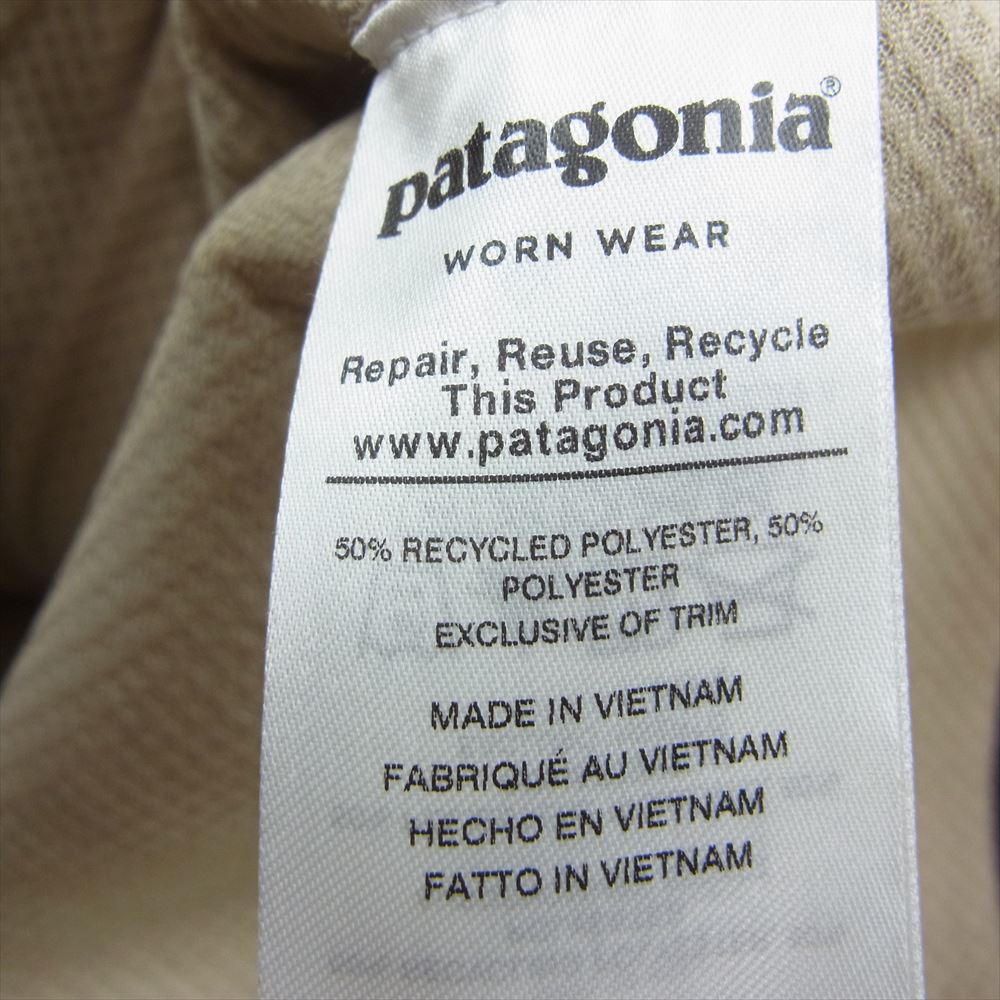 patagonia®
WORN WEAR
Repair, Reuse, Recycle
This Product
www.patagonia.com
50% RECYCLED POLYESTER, 50%
POLYESTER
EXCLUSIVE OF TRIM
MADE IN VIETNAM
FABRIQUÉ AU VIETNAM
HECHO EN VIETNAM
FATTO IN VIETNAM